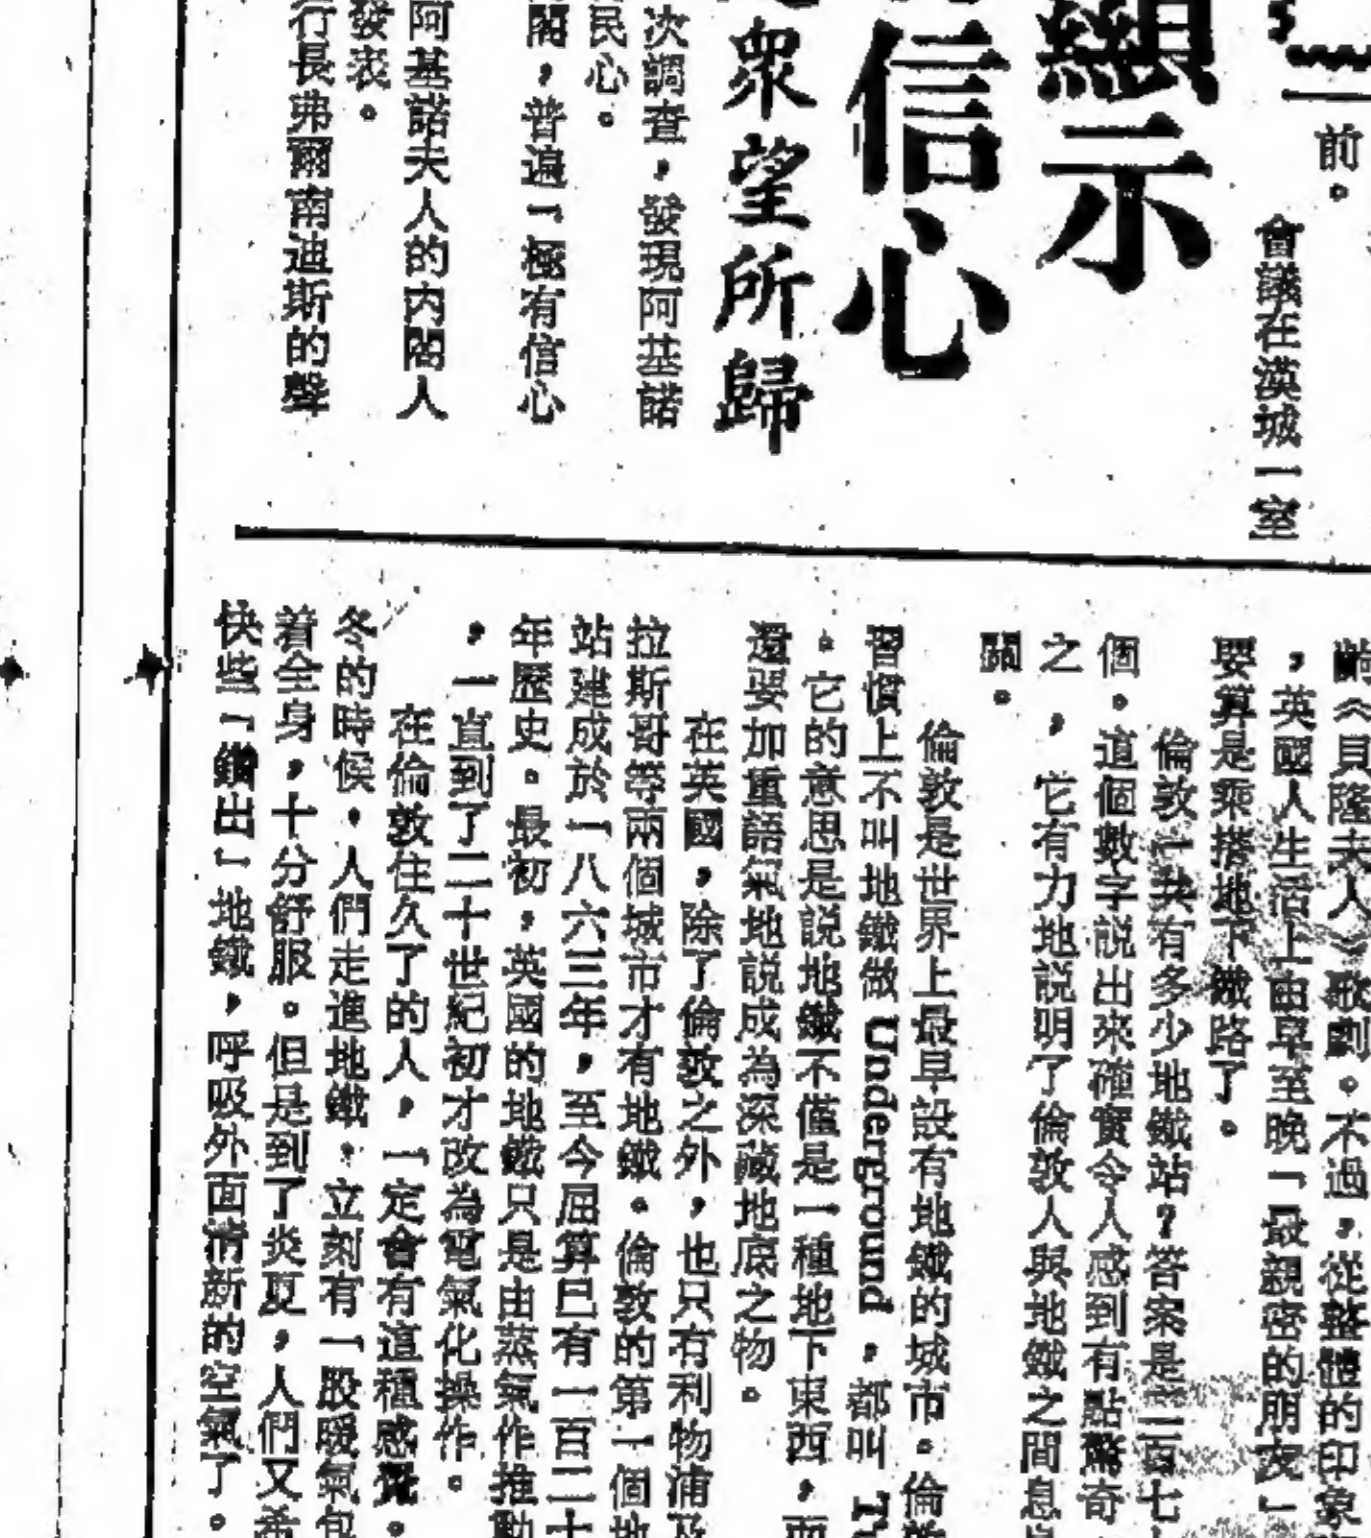 前。
會議在漢城一室
顯示
信心
衆望所歸
次調查，發現阿基諾
民心。
閣，普遍「極有信心
阿基諾夫人的内閣人
發表。
行長弗爾南迪斯的聲
《貝隆夫人》歌劇。不過，從整體的印象
，英國人生活上由早至晚「最親密的朋友」
要算是乘搭地下鐵路了。
倫敦一共有多少地鐵站？答案是二百七
個。這個數字説出來確實令人感到有點驚奇
之，它有力地説明了倫敦人與地鐵之間息
關。
倫敦是世界上最早設有地鐵的城市。倫
習慣上不叫地鐵做 Underground，都叫
。它的意思是説地鐵不僅是一種地下東西，而
還要加重語氣地説成為深藏地底之物。
在英國，除了倫敦之外，也只有利物浦及
拉斯哥等兩個城市才有地鐵。倫敦的第一個地
站建成於一八六三年，至今屈算巳有一百二十
年歷史。最初，英國的地鐵只是由蒸氣作推動
，一直到了二十世紀初才改為電氣化操作。
在倫敦住久了的人，一定會有這種感覺。
冬的時候，人們走進地鐵，立刻有一股暖氣包
着全身，十分舒服。但是到了炎夏，人們又希
快些「鑽出」地鐵，呼吸外面清新的空氣了。